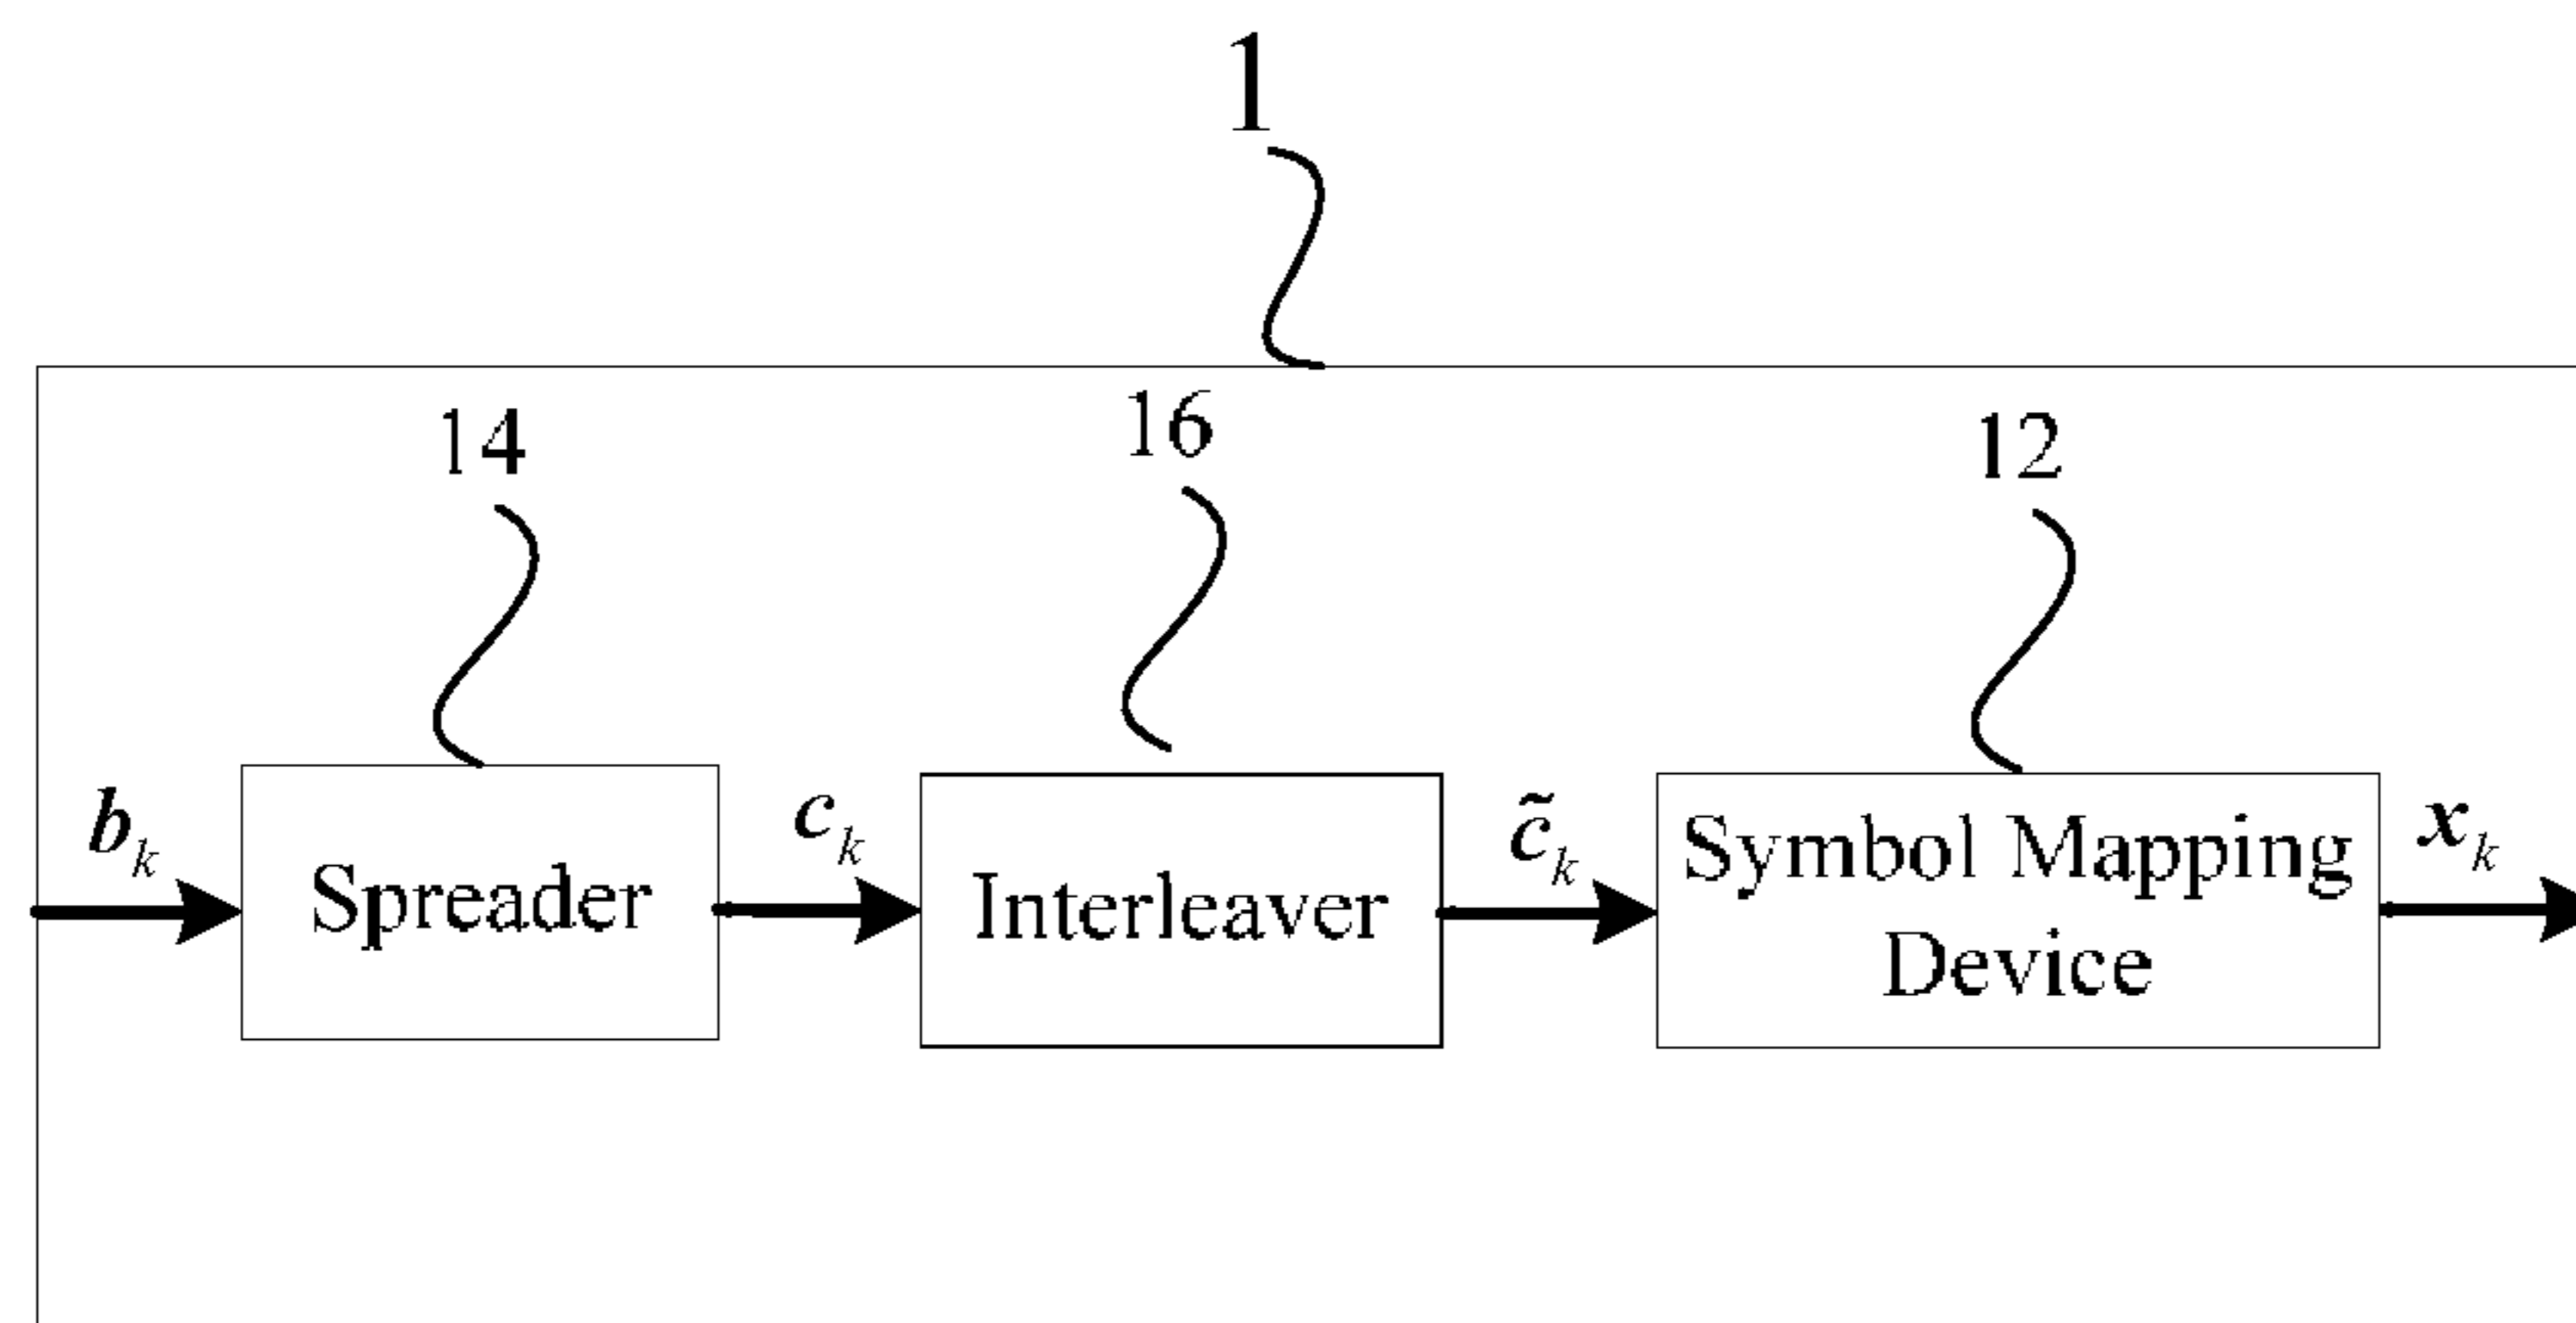 1
14
16
12
b_k
Spreader
c_k
Interleaver
c̃_k
Symbol Mapping
Device
x_k